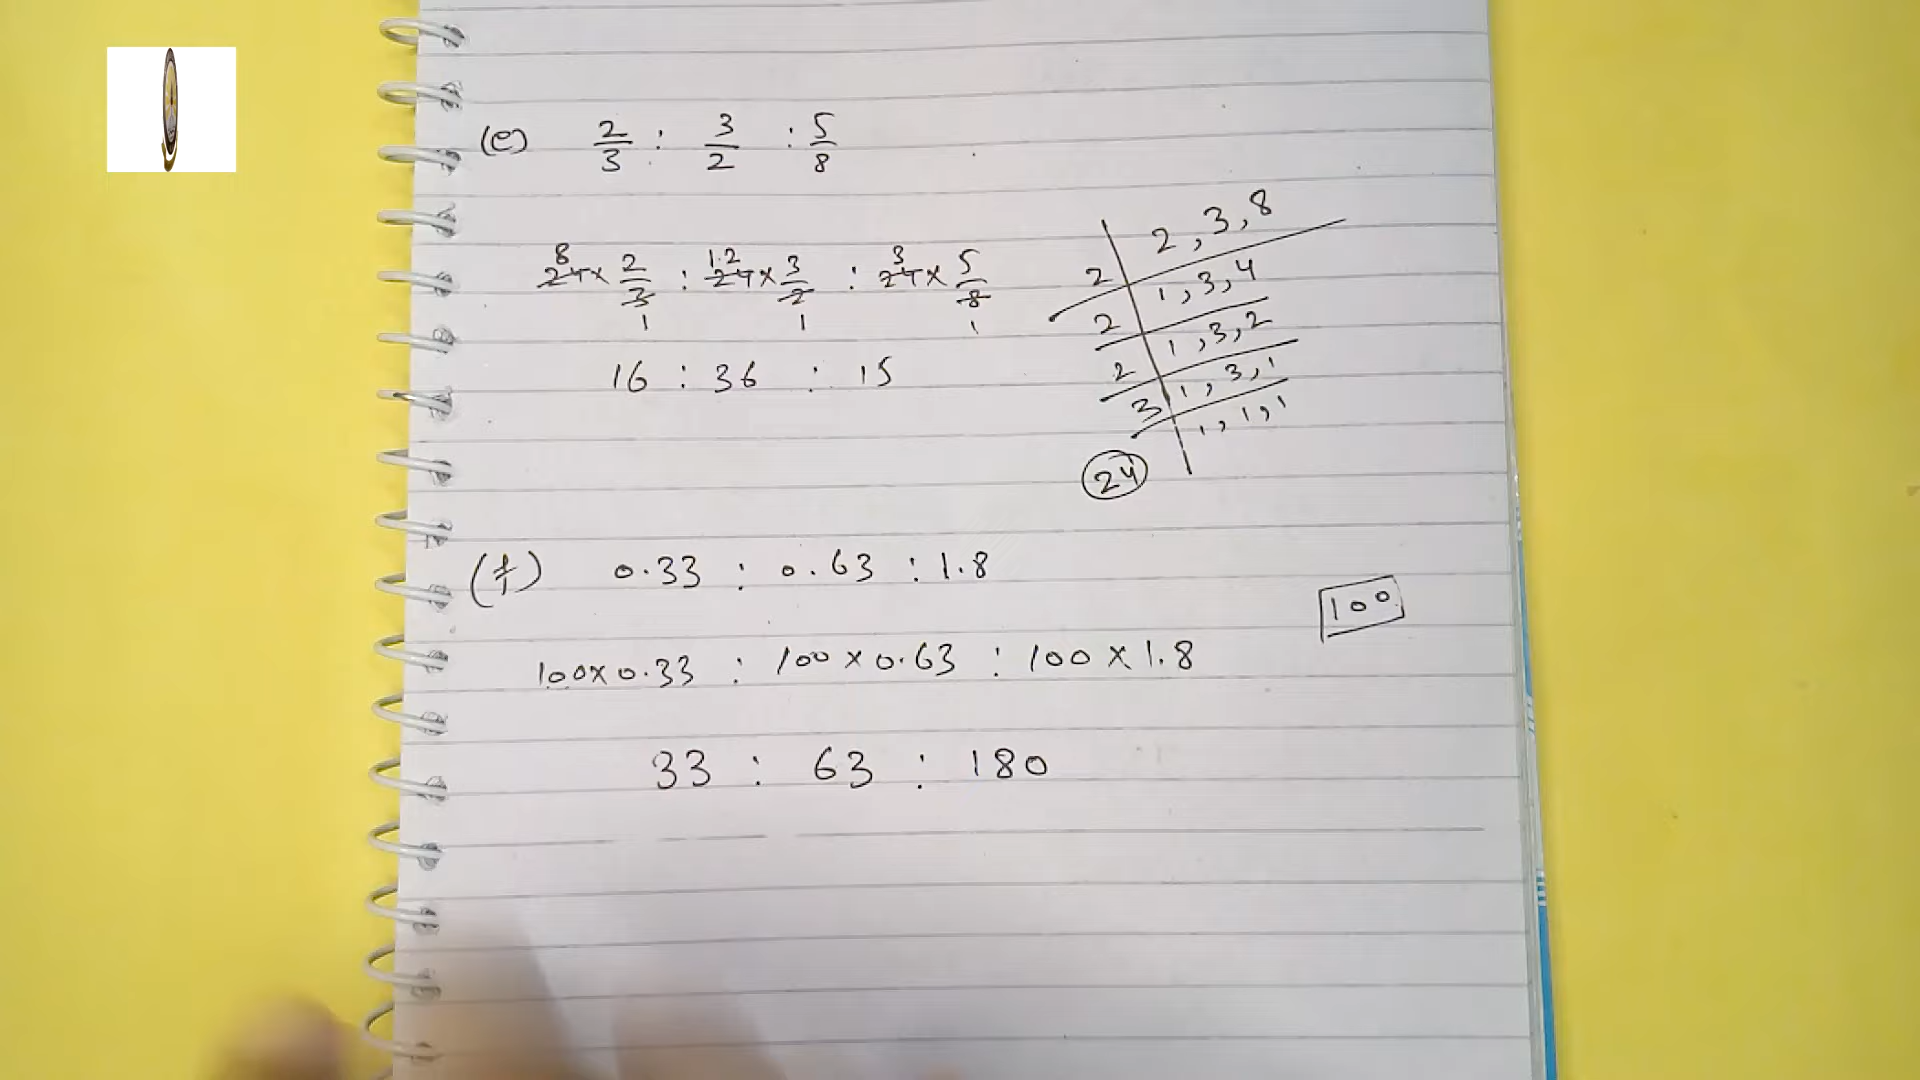 (e) 2/3 : 3/2 : 5/8
2, 3, 8
2 1, 3, 4
2 1, 3, 2
2 1, 3, 1
3 1, 1, 1
24
8 12 3
24 × 2/3 : 24 × 3/2 : 24 × 5/8
1 1 1
16 : 36 : 15
(f) 0.33 : 0.63 : 1.8
100
100 × 0.33 : 100 × 0.63 : 100 × 1.8
33 : 63 : 180